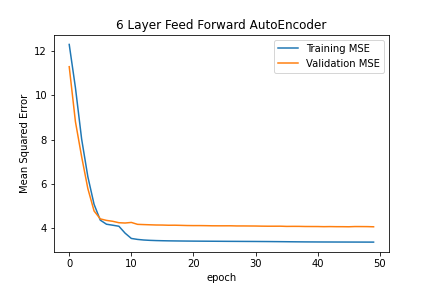 6 Layer Feed Forward AutoEncoder
Training MSE
Validation MSE
Mean Squared Error
12
10
8
6
4
0
10
20
30
40
50
epoch